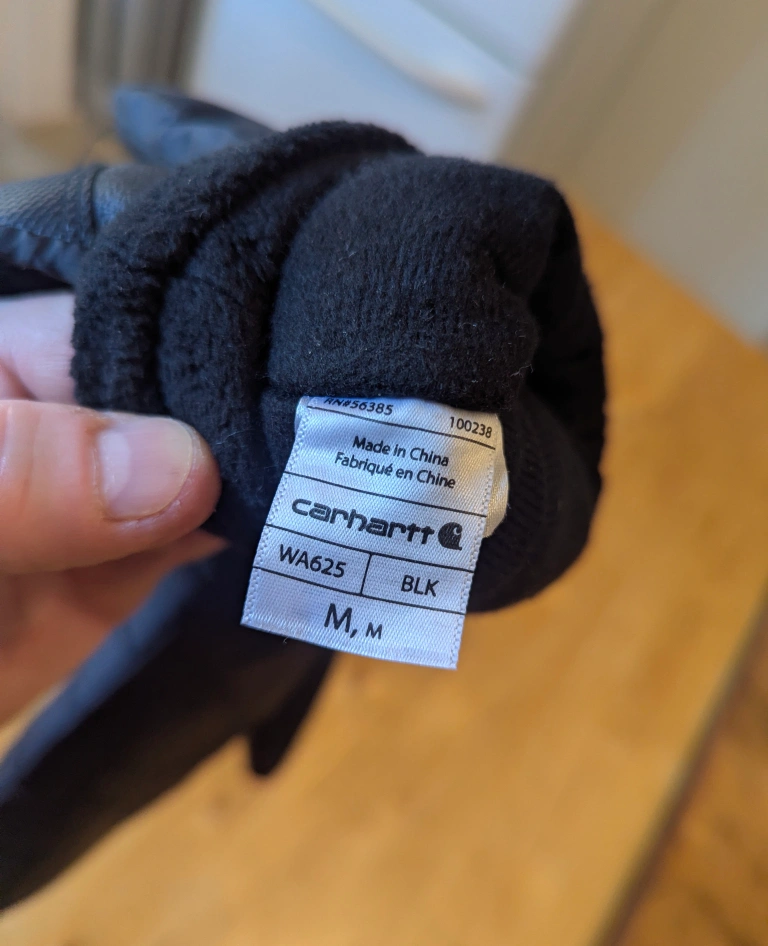 RN#56385 100238
Made in China
Fabriqué en Chine
carhartt
WA625 BLK
M, M